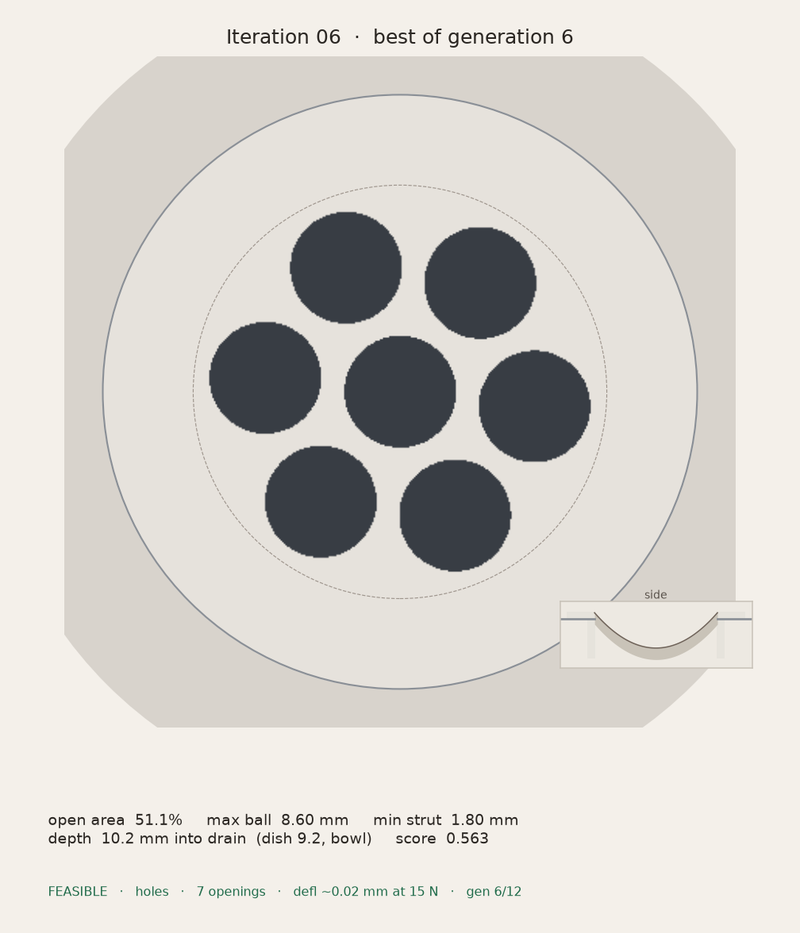 Iteration 06 · best of generation 6
side
open area 51.1% max ball 8.60 mm min strut 1.80 mm
depth 10.2 mm into drain (dish 9.2, bowl) score 0.563
FEASIBLE · holes · 7 openings · defl ~0.02 mm at 15 N · gen 6/12